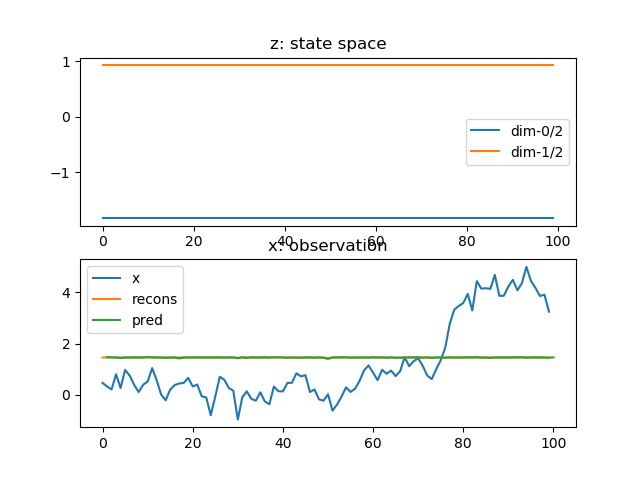 z: state space
1
0
−1
dim-0/2
dim-1/2
0 20 40 60 80 100
x: observation
4
2
0
x
recons
pred
0 20 40 60 80 100